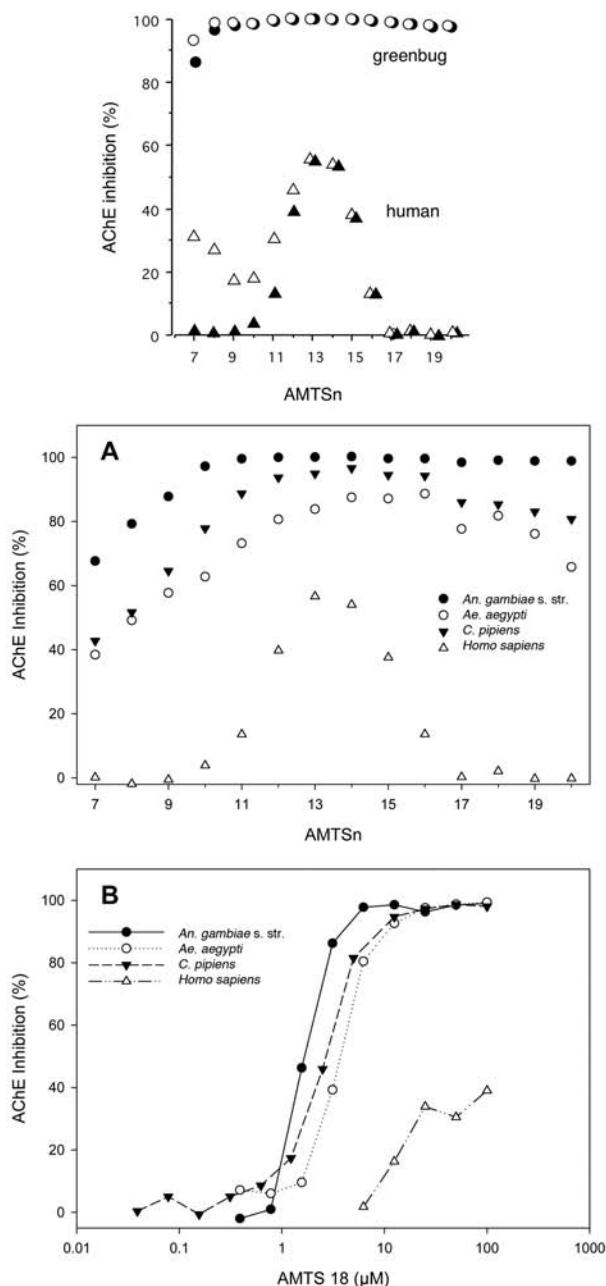 AChE inhibition (%)
100
80
60
40
20
0
greenbug
human
7 9 11 13 15 17 19
AMTSn
A
AChE Inhibition (%)
100
80
60
40
20
0
An. gambiae s. str.
Ae. aegypti
C. pipiens
Homo sapiens
7 9 11 13 15 17 19
AMTSn
B
AChE Inhibition (%)
100
80
60
40
20
0
An. gambiae s. str.
Ae. aegypti
C. pipiens
Homo sapiens
0.01 0.1 1 10 100 1000
AMTS 18 (µM)